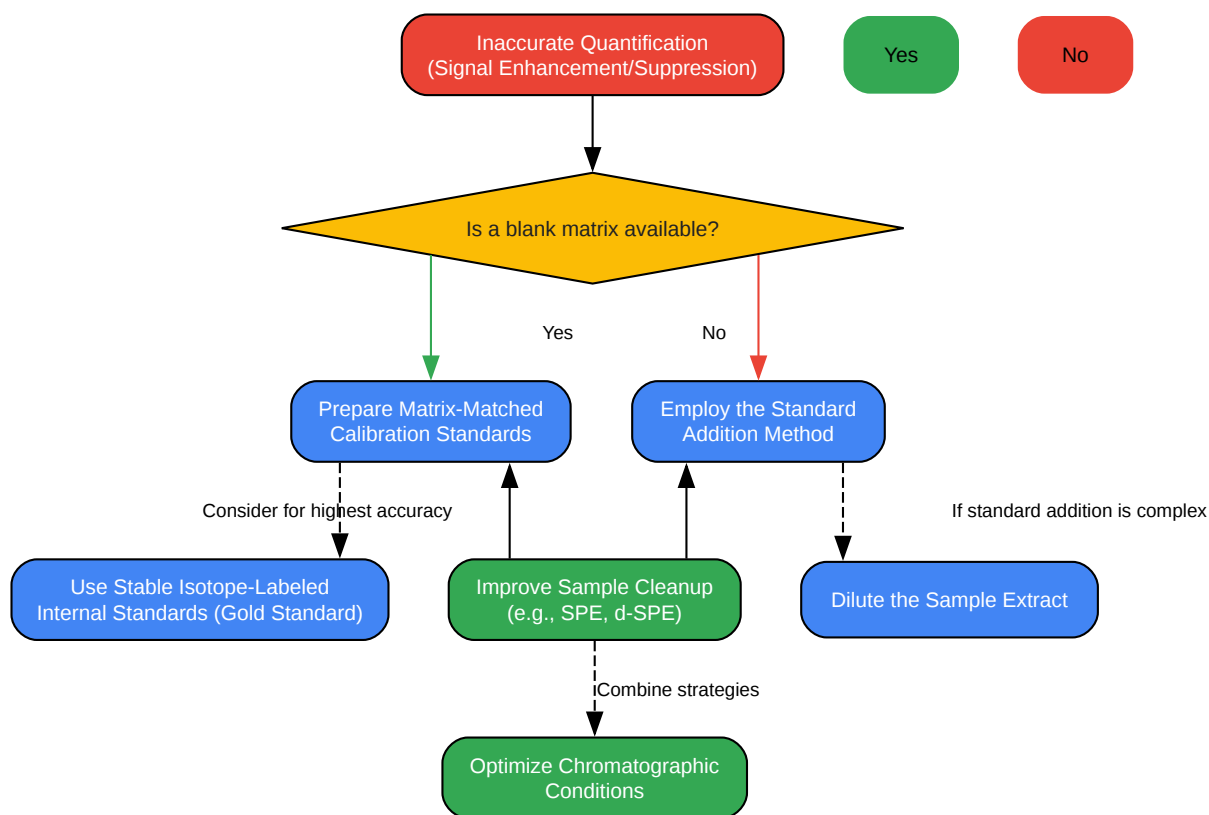 Inaccurate Quantification
(Signal Enhancement/Suppression)
Yes
No
Is a blank matrix available?
Yes
No
Prepare Matrix-Matched
Calibration Standards
Employ the Standard
Addition Method
Consider for highest accuracy
If standard addition is complex
Use Stable Isotope-Labeled
Internal Standards (Gold Standard)
Improve Sample Cleanup
(e.g., SPE, d-SPE)
Dilute the Sample Extract
Combine strategies
Optimize Chromatographic
Conditions